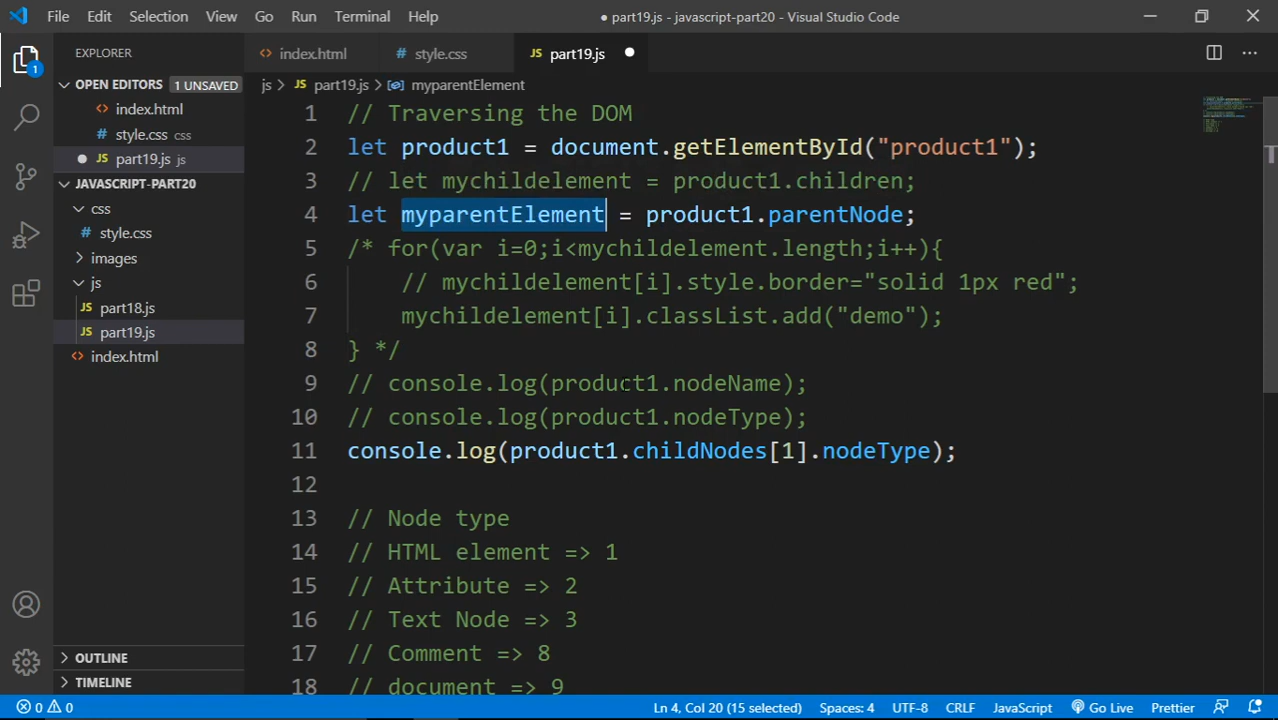 File Edit Selection View Go Run Terminal Help ● part19.js - javascript-part20 - Visual Studio Code
EXPLORER
index.html
style.css
part19.js
OPEN EDITORS 1 UNSAVED
index.html
style.css css
part19.js js
JAVASCRIPT-PART20
css
style.css
images
js
part18.js
part19.js
index.html
OUTLINE
TIMELINE
js > JS part19.js > myparentElement
1 // Traversing the DOM
2 let product1 = document.getElementById("product1");
3 // let mychildelement = product1.children;
4 let myparentElement = product1.parentNode;
5 /* for(var i=0;i<mychildelement.length;i++){
6 // mychildelement[i].style.border="solid 1px red";
7 mychildelement[i].classList.add("demo");
8 } */
9 // console.log(product1.nodeName);
10 // console.log(product1.nodeType);
11 console.log(product1.childNodes[1].nodeType);
12
13 // Node type
14 // HTML element => 1
15 // Attribute => 2
16 // Text Node => 3
17 // Comment => 8
18 // document => 9
0 0 Ln 4, Col 20 (15 selected) Spaces: 4 UTF-8 CRLF JavaScript Go Live Prettier